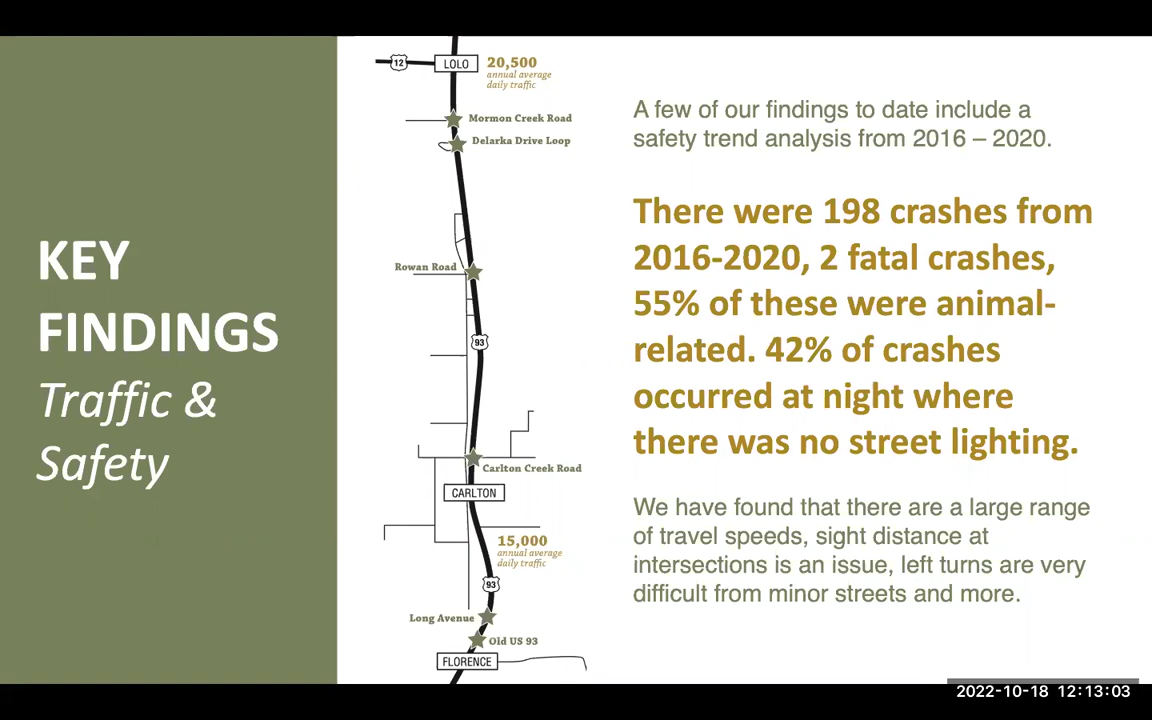 KEY
FINDINGS
Traffic &
Safety
12
LOLO
20,500
annual average
daily traffic
Mormon Creek Road
Delarka Drive Loop
Rowan Road
93
Carlton Creek Road
CARLTON
15,000
annual average
daily traffic
93
Long Avenue
Old US 93
FLORENCE
A few of our findings to date include a
safety trend analysis from 2016 – 2020.
There were 198 crashes from
2016-2020, 2 fatal crashes,
55% of these were animal-
related. 42% of crashes
occurred at night where
there was no street lighting.
We have found that there are a large range
of travel speeds, sight distance at
intersections is an issue, left turns are very
difficult from minor streets and more.
2022-10-18 12:13:03